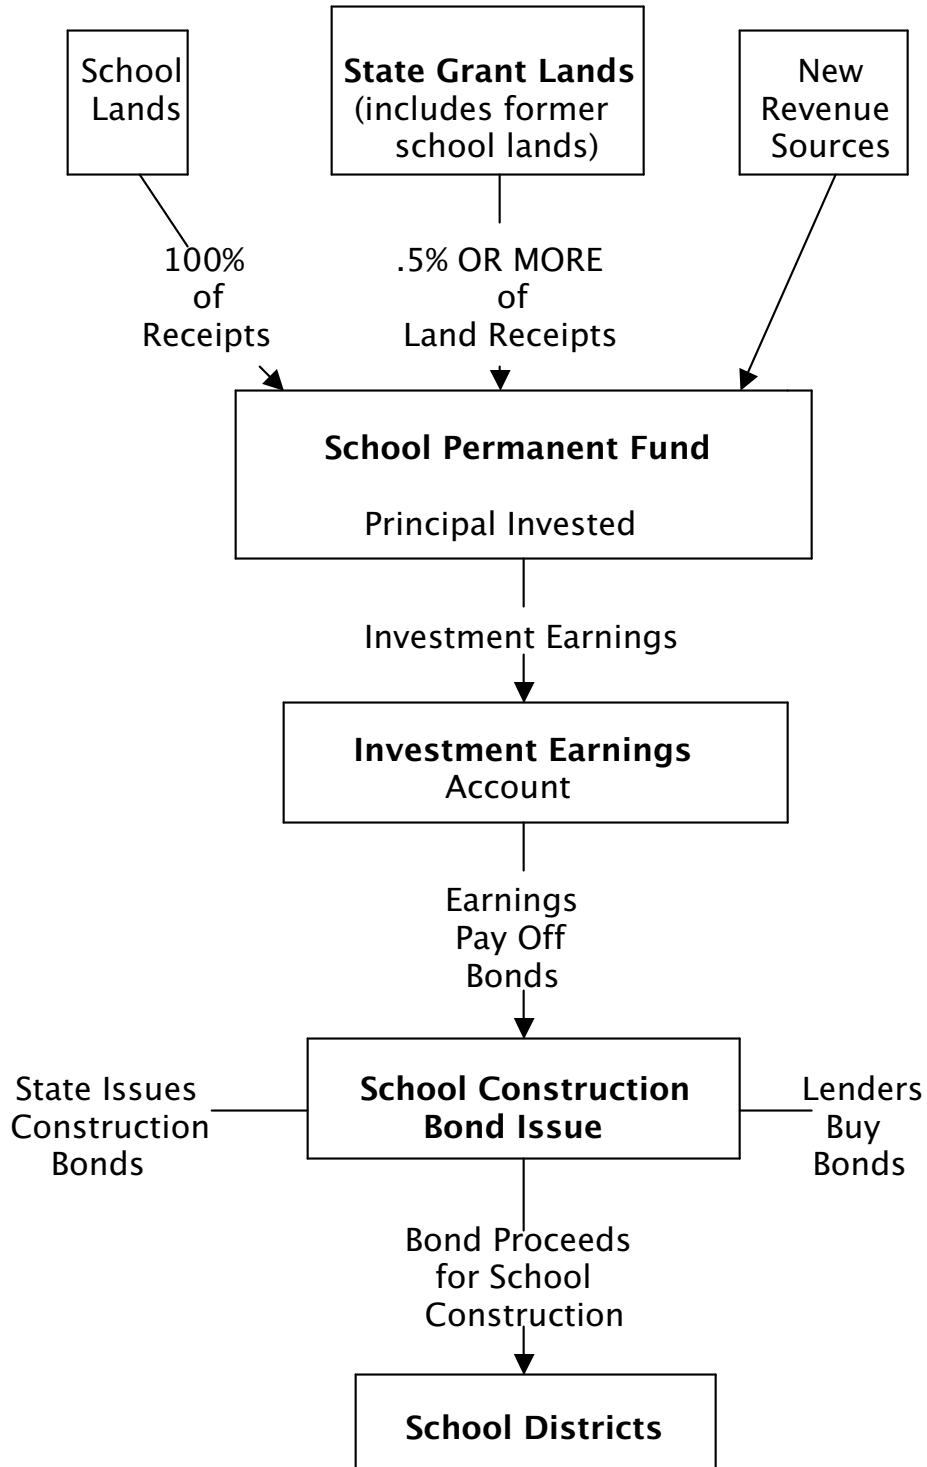 School
Lands
State Grant Lands
(includes former
school lands)
New
Revenue
Sources
100%
of
Receipts
.5% OR MORE
of
Land Receipts
School Permanent Fund
Principal Invested
Investment Earnings
Investment Earnings
Account
Earnings
Pay Off
Bonds
State Issues
Construction
Bonds
School Construction
Bond Issue
Lenders
Buy
Bonds
Bond Proceeds
for School
Construction
School Districts